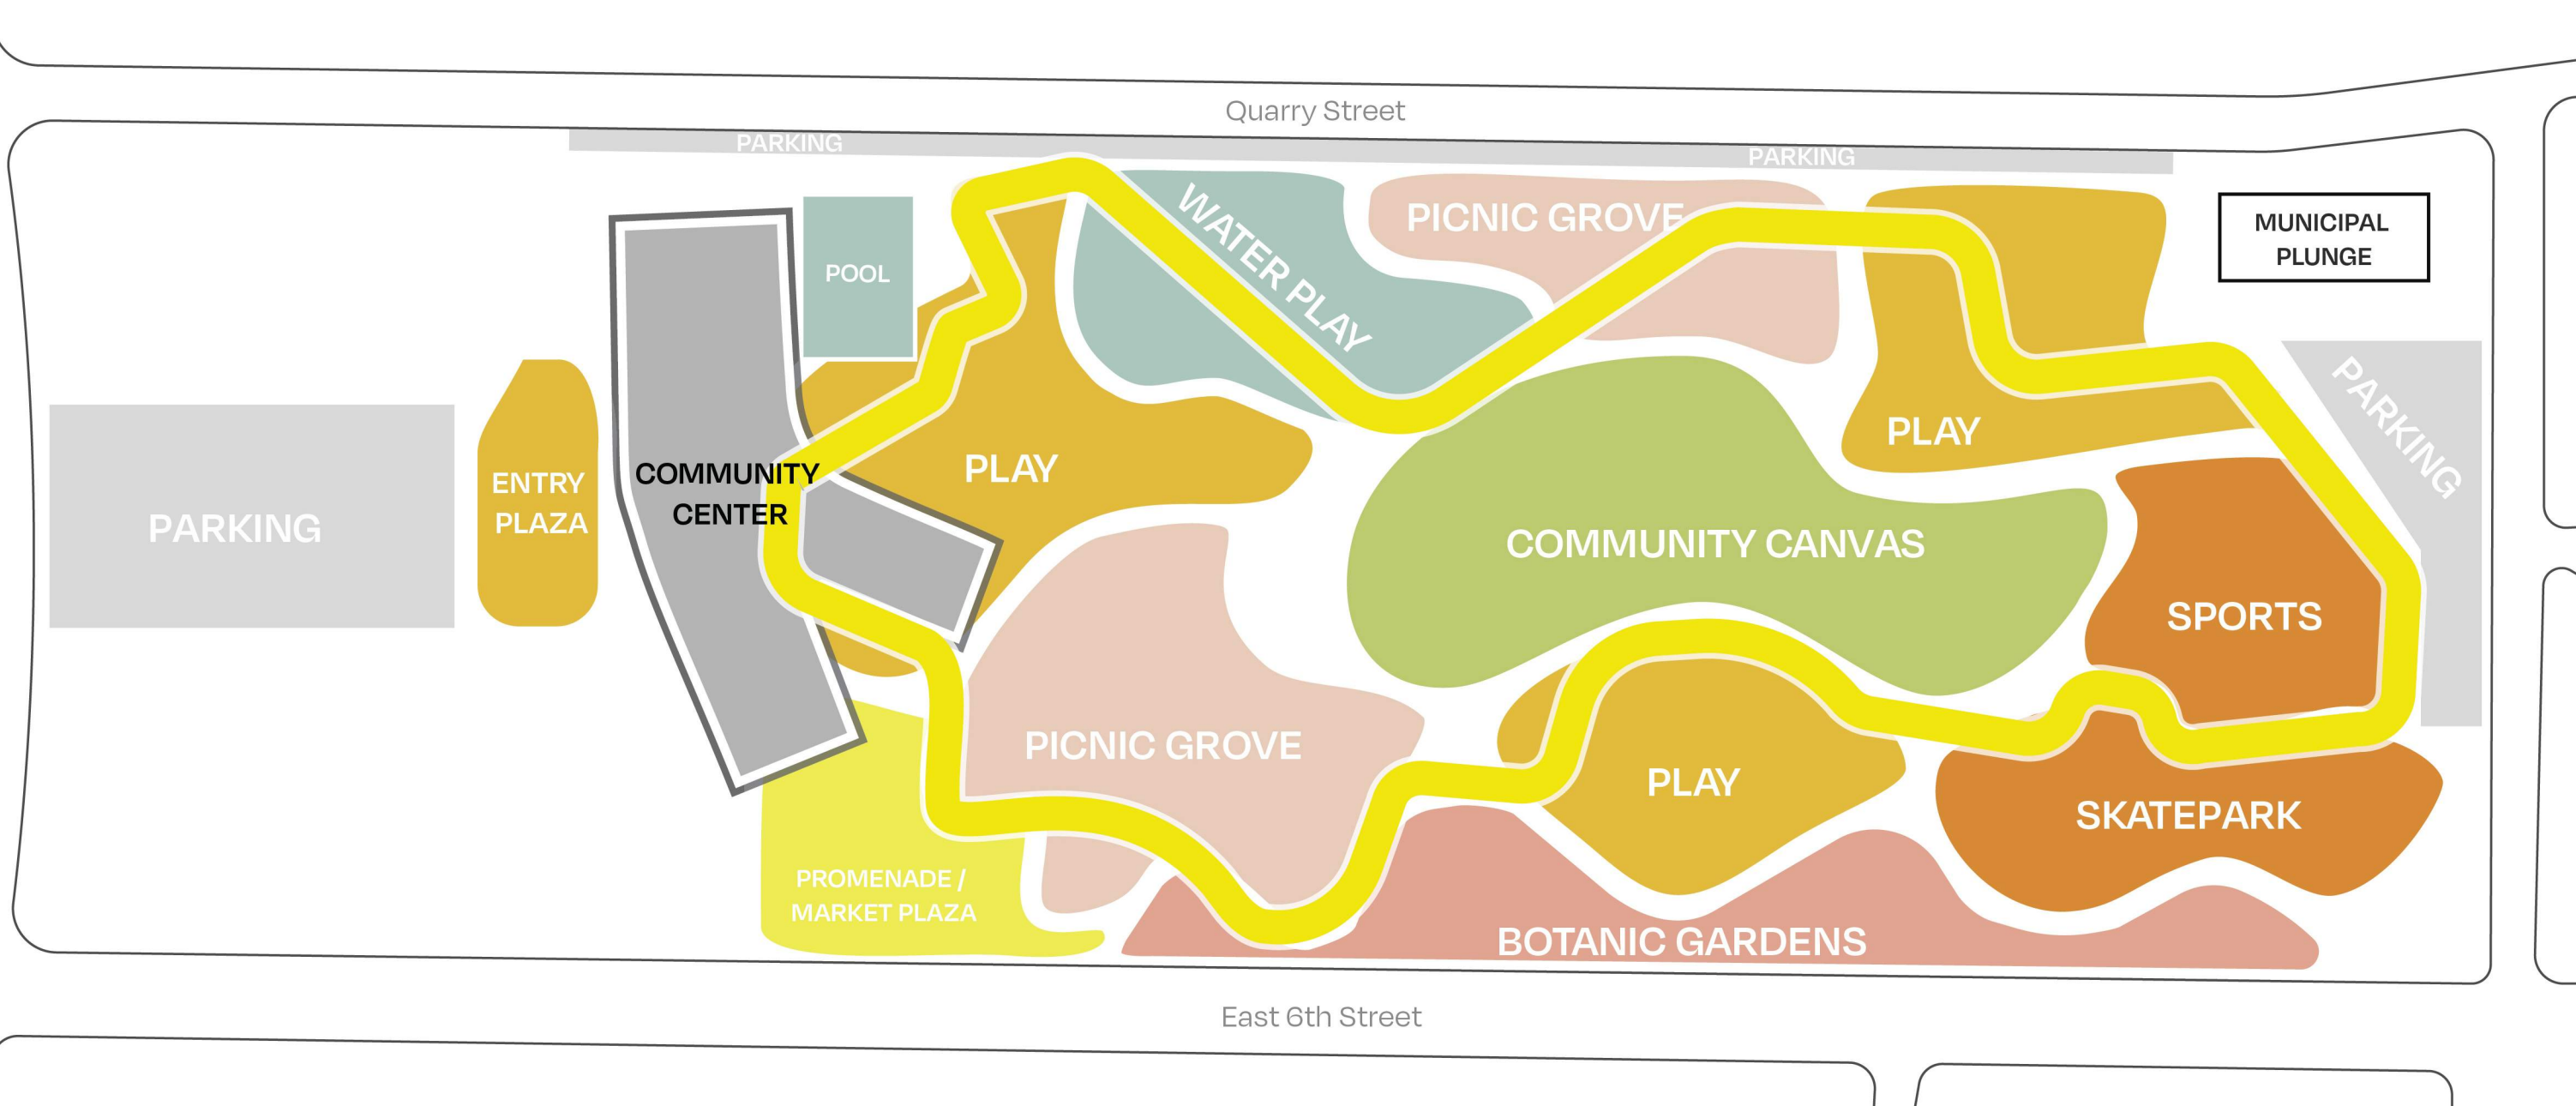 Quarry Street
PARKING
PARKING
WATER PLAY
PICNIC GROVE
MUNICIPAL
PLUNGE
POOL
PARKING
PLAY
PLAY
COMMUNITY
CENTER
ENTRY
PLAZA
PARKING
COMMUNITY CANVAS
SPORTS
PICNIC GROVE
PLAY
SKATEPARK
PROMENADE /
MARKET PLAZA
BOTANIC GARDENS
East 6th Street